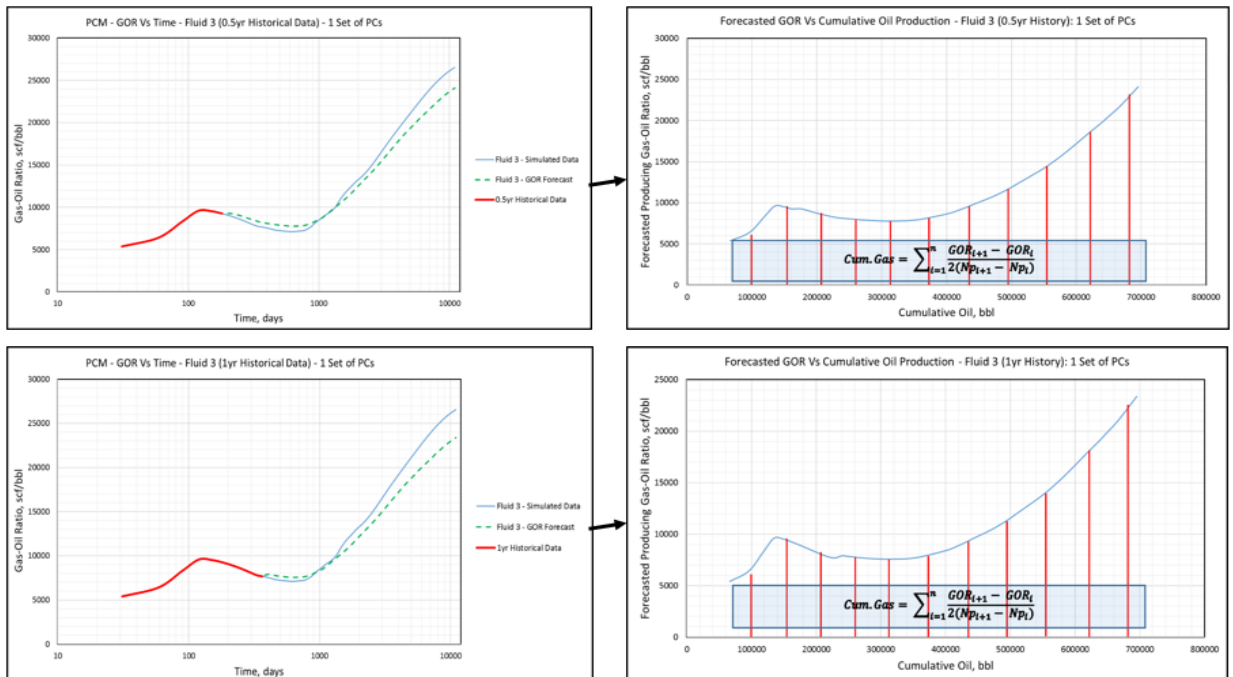 PCM - GOR Vs Time - Fluid 3 (0.5yr Historical Data) - 1 Set of PCs
Gas-Oil Ratio, scf/bbl
30000
25000
20000
15000
10000
5000
0
10
100
1000
10000
Time, days
Fluid 3 - Simulated Data
Fluid 3 - GOR Forecast
0.5yr Historical Data
Forecasted GOR Vs Cumulative Oil Production - Fluid 3 (0.5yr History): 1 Set of PCs
Forecasted Producing Gas-Oil Ratio, scf/bbl
30000
25000
20000
15000
10000
5000
0
0
100000
200000
300000
400000
500000
600000
700000
800000
Cumulative Oil, bbl
Cum. Gas = ∑_{i=1}^{n} (GOR_{i+1} − GOR_i) / 2(Np_{i+1} − Np_i)
PCM - GOR Vs Time - Fluid 3 (1yr Historical Data) - 1 Set of PCs
Gas-Oil Ratio, scf/bbl
30000
25000
20000
15000
10000
5000
0
10
100
1000
10000
Time, days
Fluid 3 - Simulated Data
Fluid 3 - GOR Forecast
1yr Historical Data
Forecasted GOR Vs Cumulative Oil Production - Fluid 3 (1yr History): 1 Set of PCs
Forecasted Producing Gas-Oil Ratio, scf/bbl
25000
20000
15000
10000
5000
0
0
100000
200000
300000
400000
500000
600000
700000
800000
Cumulative Oil, bbl
Cum. Gas = ∑_{i=1}^{n} (GOR_{i+1} − GOR_i) / 2(Np_{i+1} − Np_i)